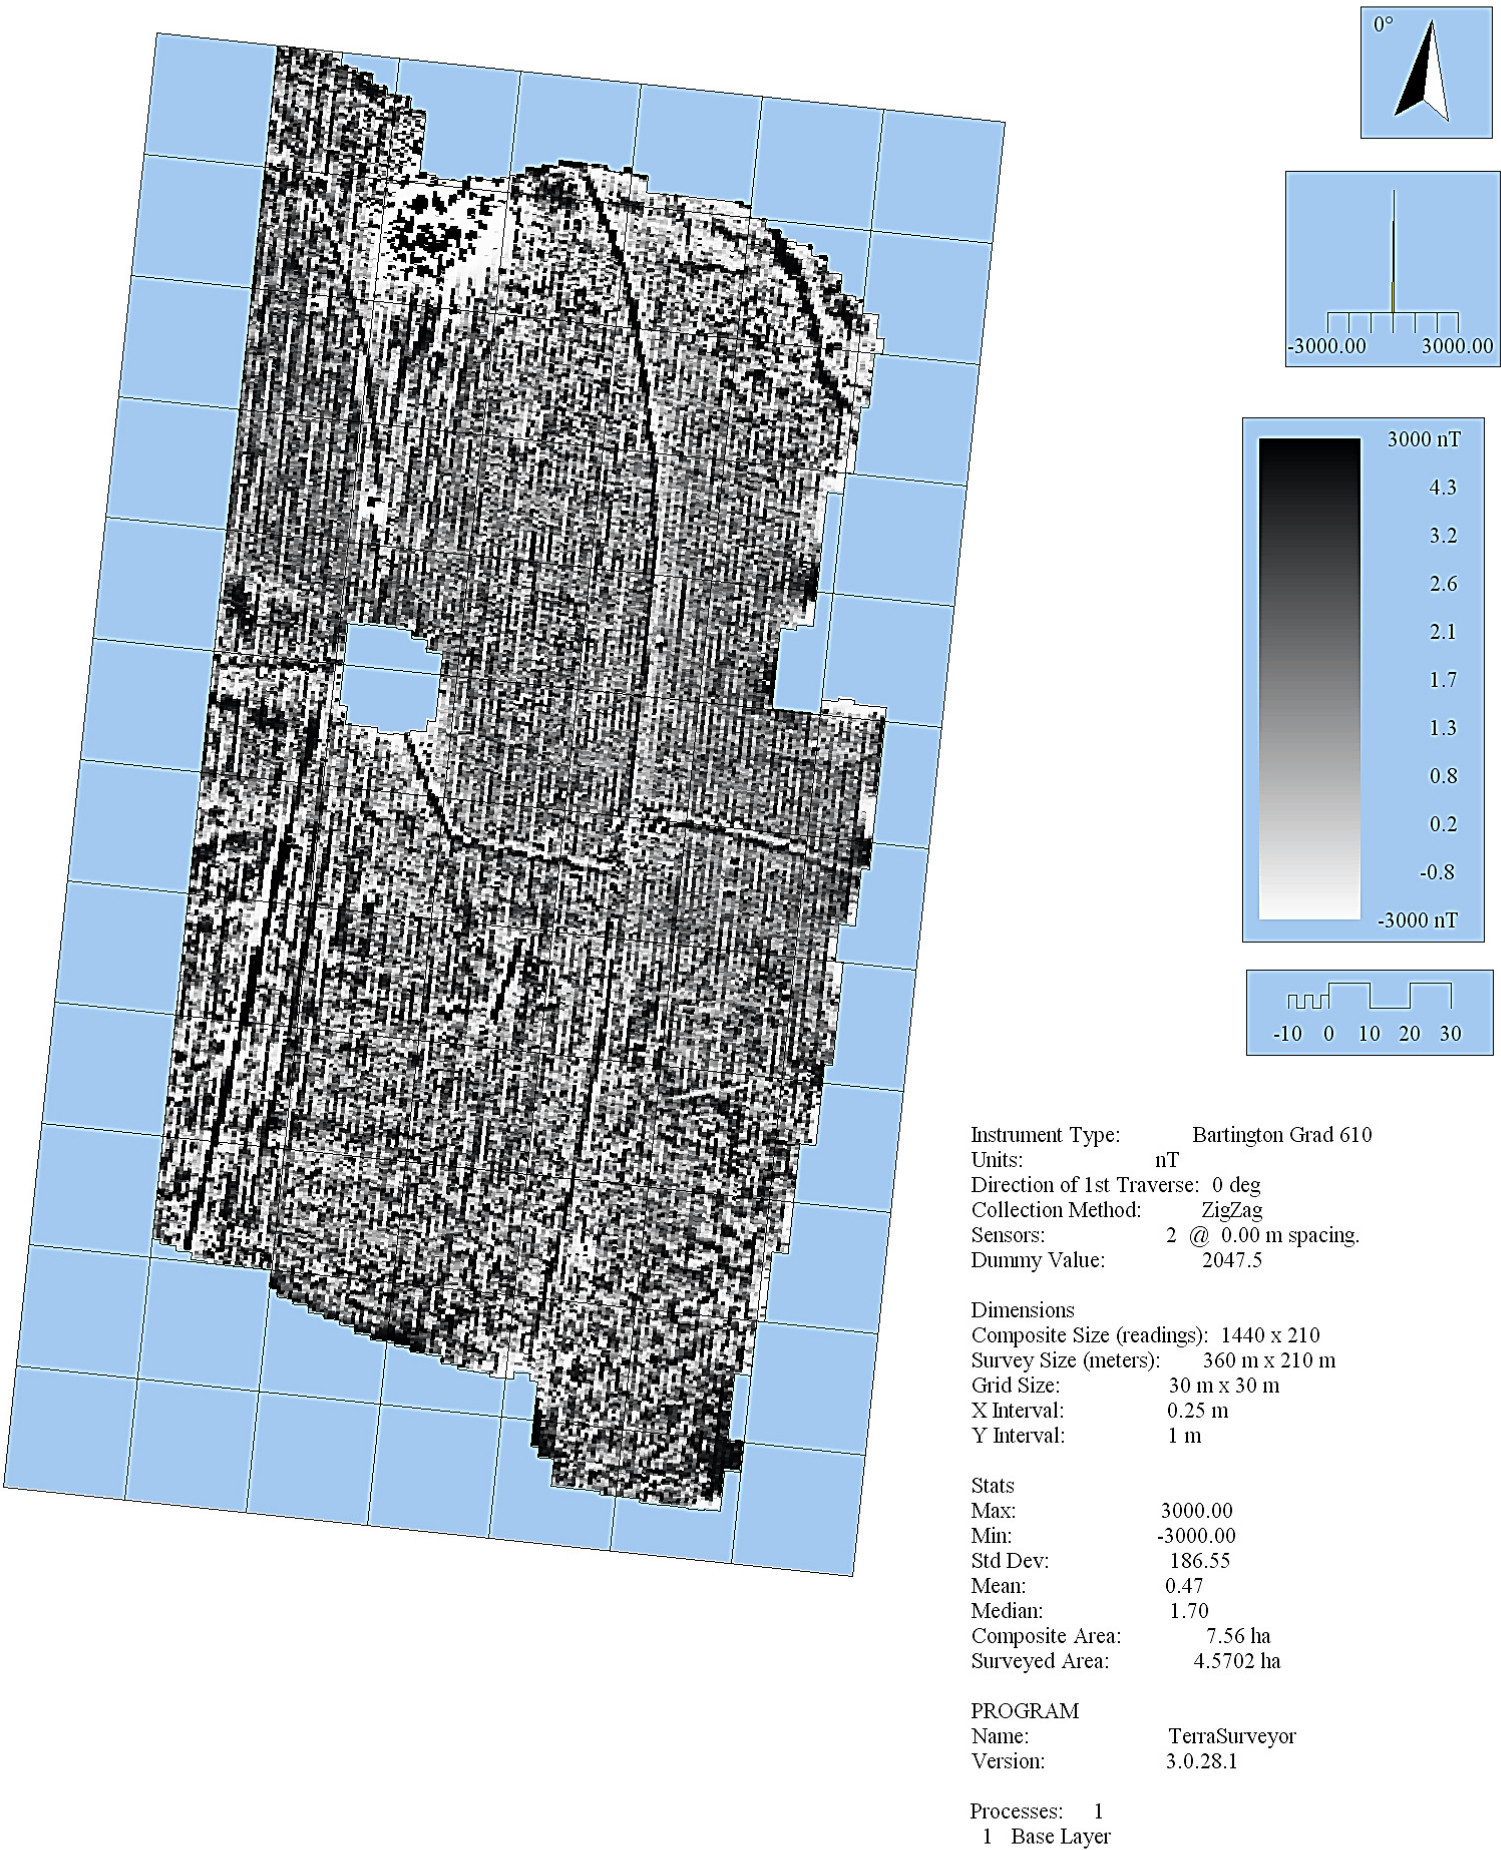 0°
-3000.00 3000.00
3000 nT
4.3
3.2
2.6
2.1
1.7
1.3
0.8
0.2
-0.8
-3000 nT
-10 0 10 20 30
Instrument Type: Bartington Grad 610
Units: nT
Direction of 1st Traverse: 0 deg
Collection Method: ZigZag
Sensors: 2 @ 0.00 m spacing.
Dummy Value: 2047.5
Dimensions
Composite Size (readings): 1440 x 210
Survey Size (meters): 360 m x 210 m
Grid Size: 30 m x 30 m
X Interval: 0.25 m
Y Interval: 1 m
Stats
Max: 3000.00
Min: -3000.00
Std Dev: 186.55
Mean: 0.47
Median: 1.70
Composite Area: 7.56 ha
Surveyed Area: 4.5702 ha
PROGRAM
Name: TerraSurveyor
Version: 3.0.28.1
Processes: 1
1 Base Layer